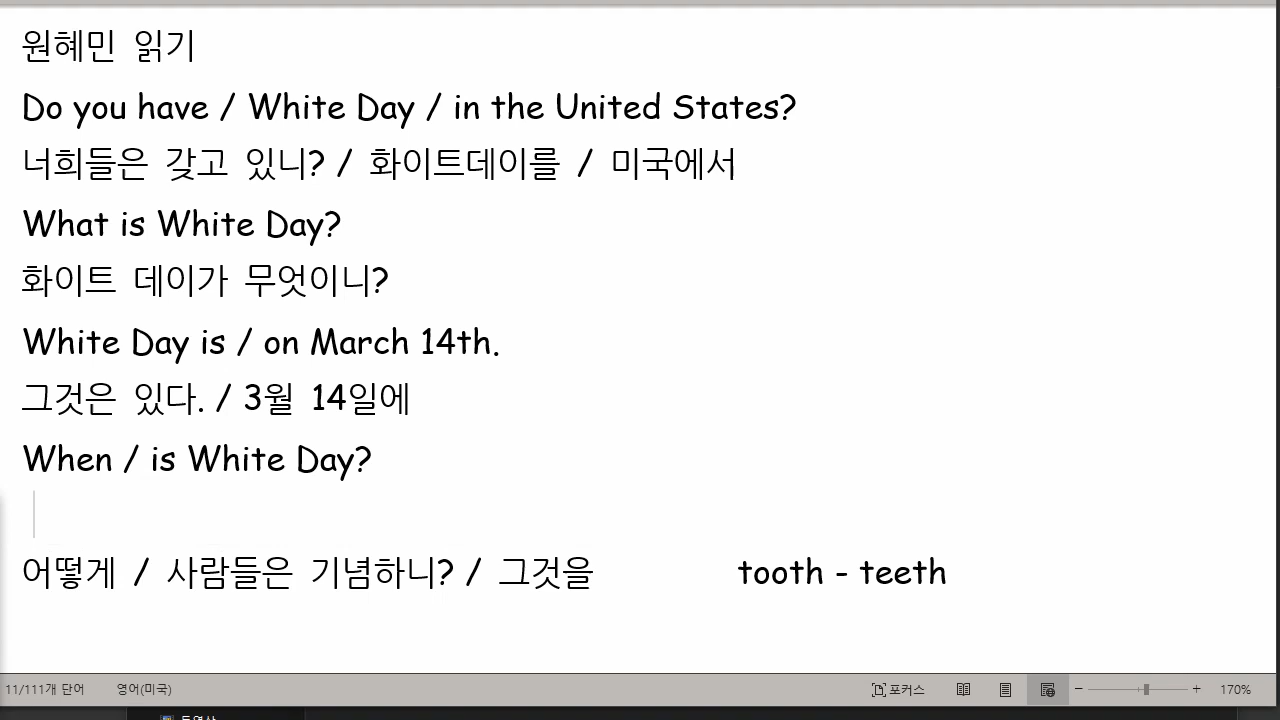 원혜민 읽기
Do you have / White Day / in the United States?
너희들은 갖고 있니? / 화이트데이를 / 미국에서
What is White Day?
화이트 데이가 무엇이니?
White Day is / on March 14th.
그것은 있다. / 3월 14일에
When / is White Day?
어떻게 / 사람들은 기념하니? / 그것을 tooth - teeth
11/111개 단어 영어(미국) 포커스 - + 170%